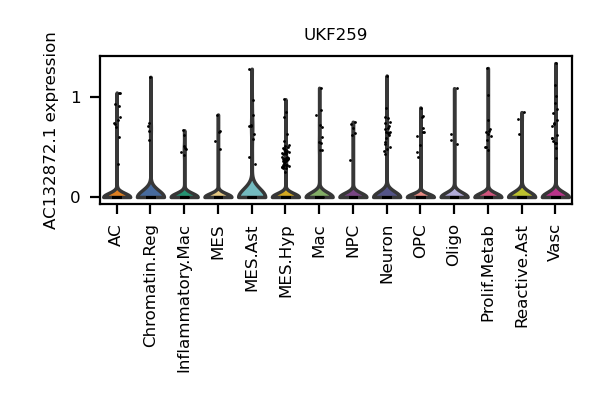 UKF259
AC132872.1 expression
1
0
AC
Chromatin.Reg
Inflammatory.Mac
MES
MES.Ast
MES.Hyp
Mac
NPC
Neuron
OPC
Oligo
Prolif.Metab
Reactive.Ast
Vasc